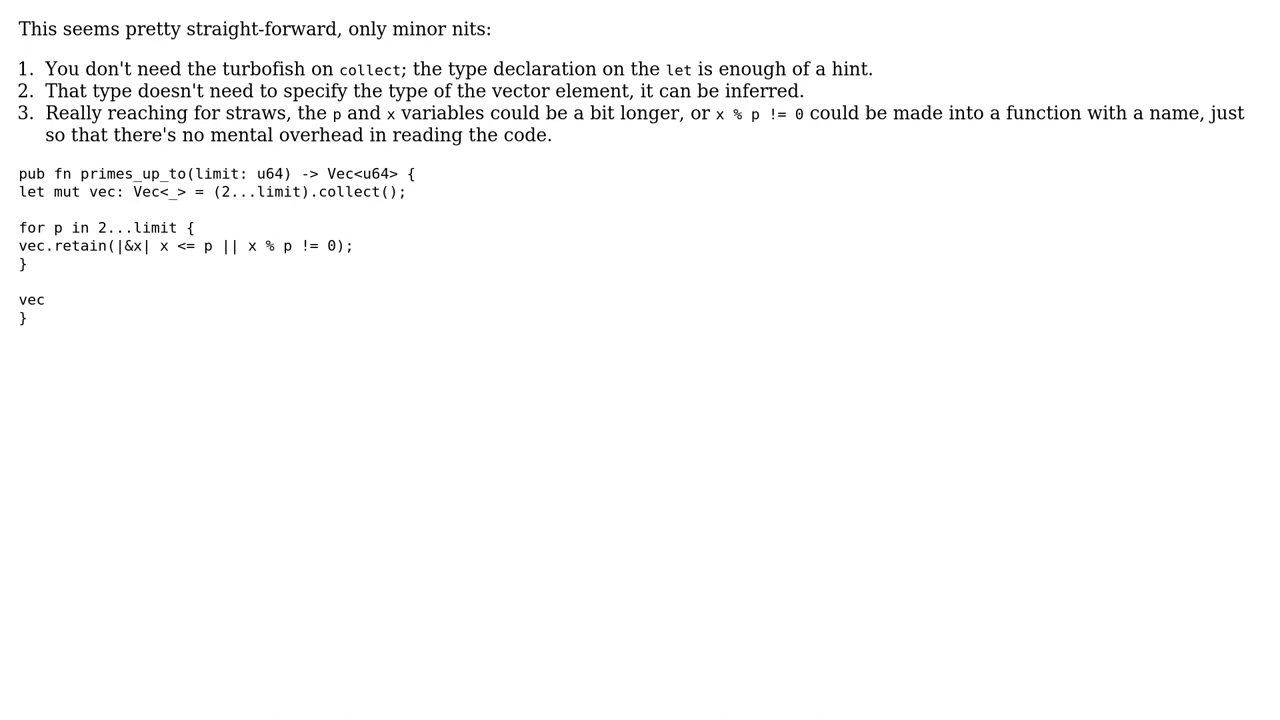 This seems pretty straight-forward, only minor nits:
1. You don't need the turbofish on collect; the type declaration on the let is enough of a hint.
2. That type doesn't need to specify the type of the vector element, it can be inferred.
3. Really reaching for straws, the p and x variables could be a bit longer, or x % p != 0 could be made into a function with a name, just
so that there's no mental overhead in reading the code.
pub fn primes_up_to(limit: u64) -> Vec<u64> {
let mut vec: Vec<_> = (2...limit).collect();
for p in 2...limit {
vec.retain(|&x| x <= p || x % p != 0);
}
vec
}